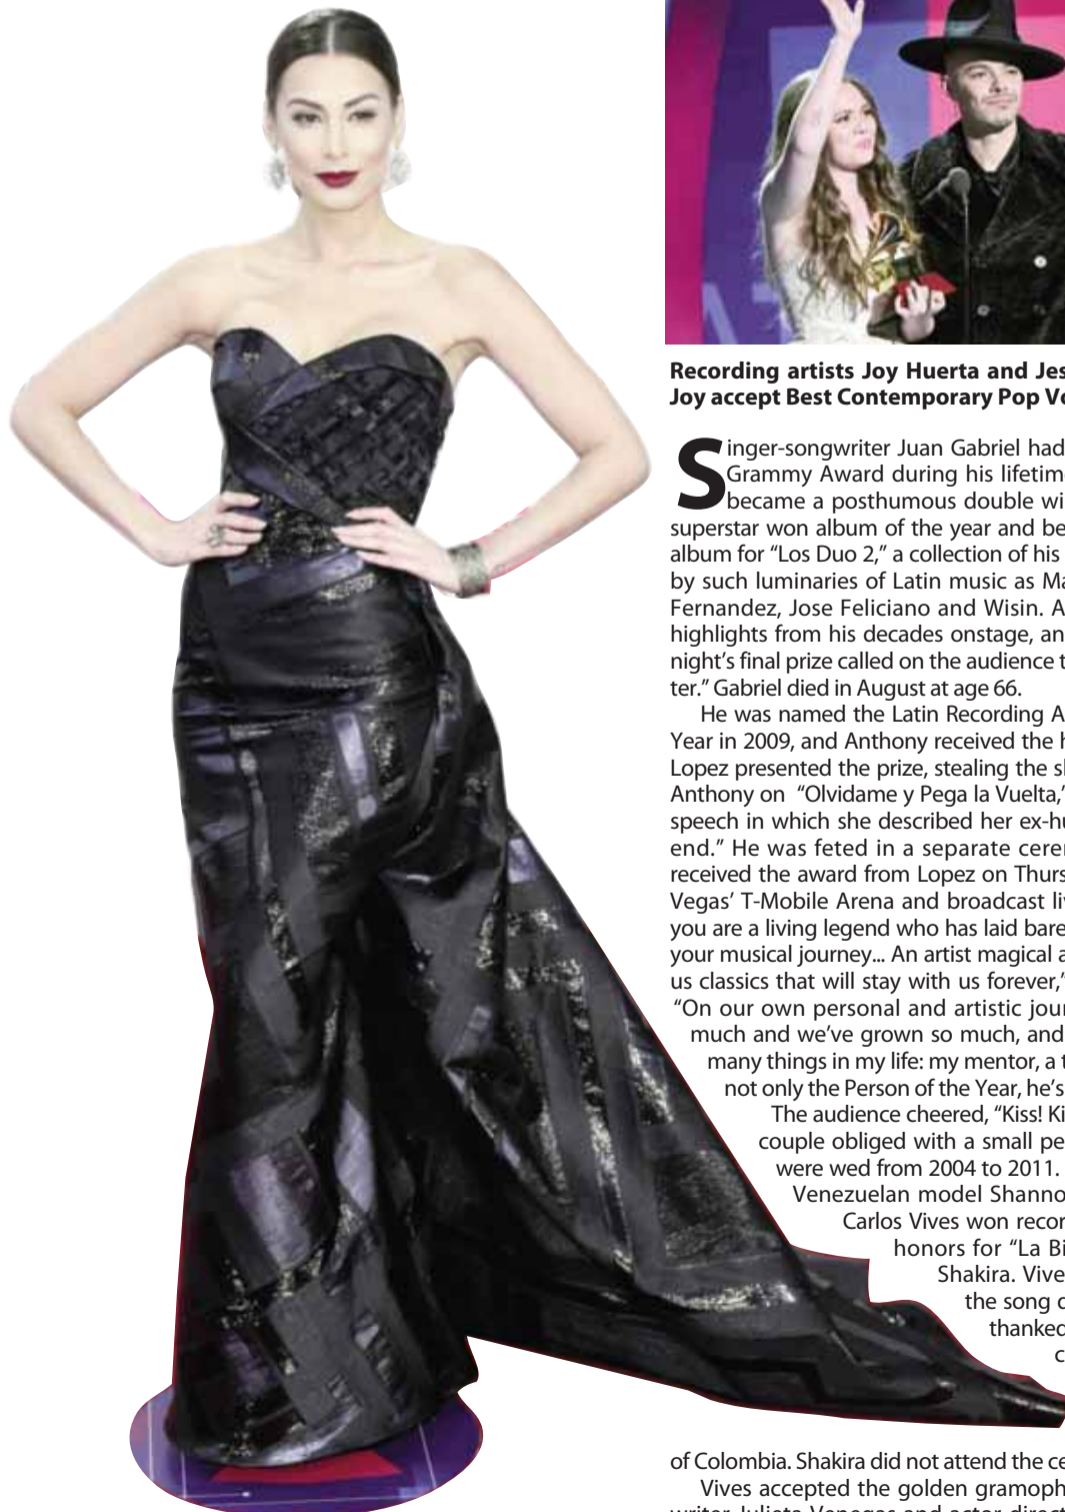 Recording artists Joy Huerta and
Joy accept Best Contemporary Pop
Singer-songwriter Juan Gabriel had
Grammy Award during his
became a posthumous double
superstar won album of the year and
album for “Los Duo 2,” a collection of his
by such luminaries of Latin music as
Fernandez, Jose Feliciano and Wisin.
highlights from his decades onstage,
night’s final prize called on the audience
ter.” Gabriel died in August at age 66.
He was named the Latin Recording
Year in 2009, and Anthony received the
Lopez presented the prize, stealing the
Anthony on “Olvidame y Pega la Vuelta,”
speech in which she described her
end.” He was feted in a separate
received the award from Lopez on
Vegas’ T-Mobile Arena and broadcast
you are a living legend who has laid bare
your musical journey... An artist magical
us classics that will stay with us forever,”
“On our own personal and artistic
much and we’ve grown so much, and
many things in my life: my mentor, a
not only the Person of the Year, he’s
The audience cheered, “Kiss!
couple obliged with a small
were wed from 2004 to 2011.
Venezuelan model
Carlos Vives won
honors for “La
Shakira.
the song
thanked
of Colombia. Shakira did not attend the
Vives accepted the golden
writer Julieta Venegas and actor